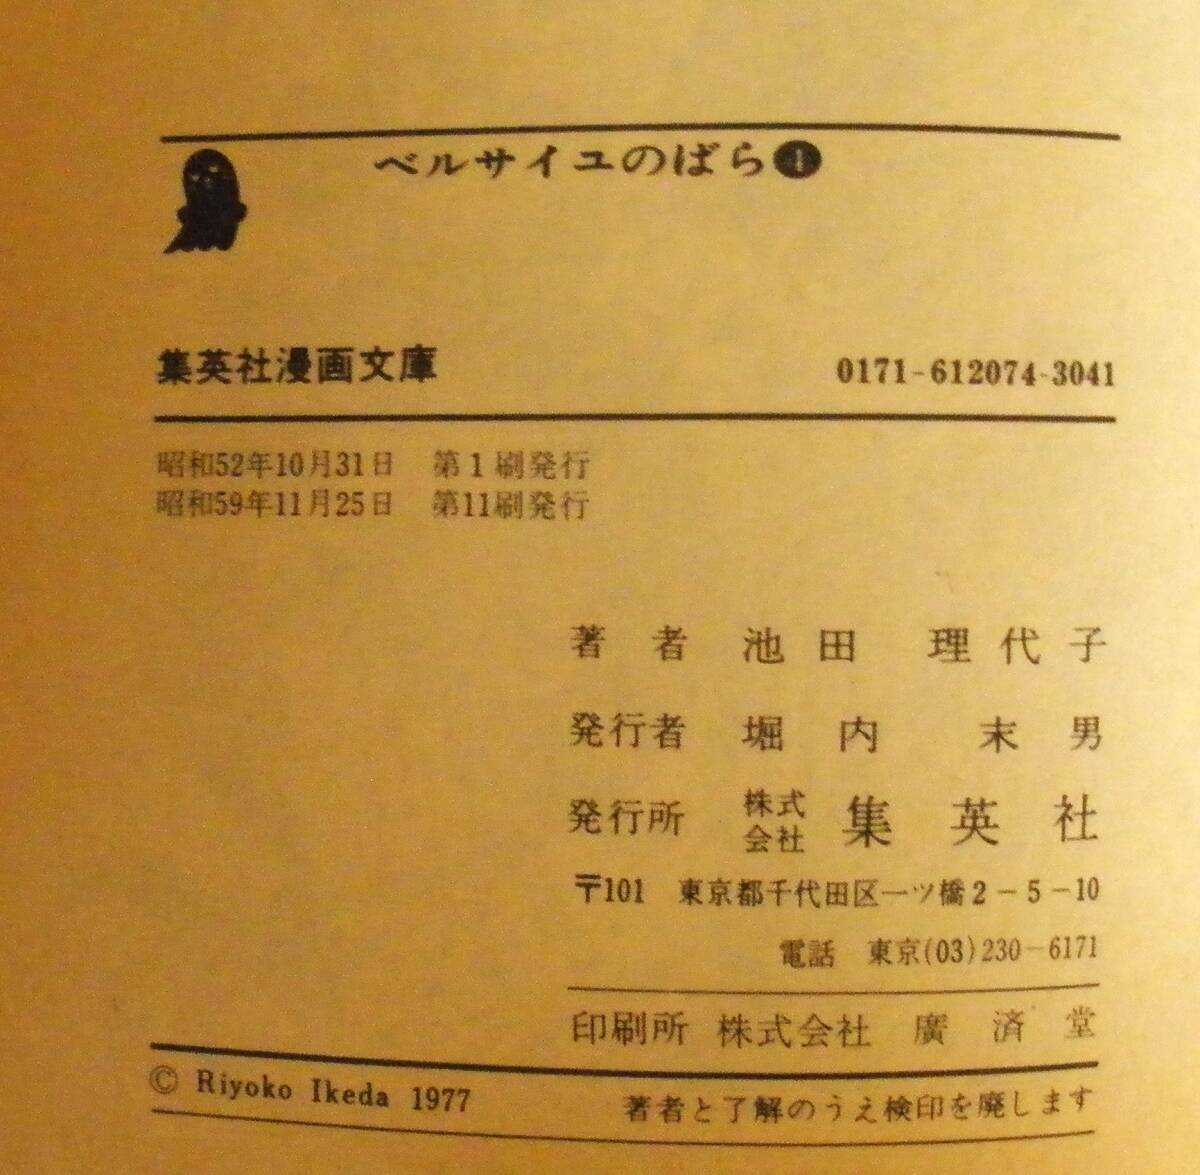 ベルサイユのばら4
集英社漫画文庫 0171-612074-3041
昭和52年10月31日 第1刷発行
昭和59年11月25日 第11刷発行
著者 池田 理代子
発行者 堀内 末男
発行所 株式会社 集英社
〒101 東京都千代田区一ツ橋2-5-10
電話 東京(03)230-6171
印刷所 株式会社 廣済堂
© Riyoko Ikeda 1977
著者と了解のうえ検印を廃します